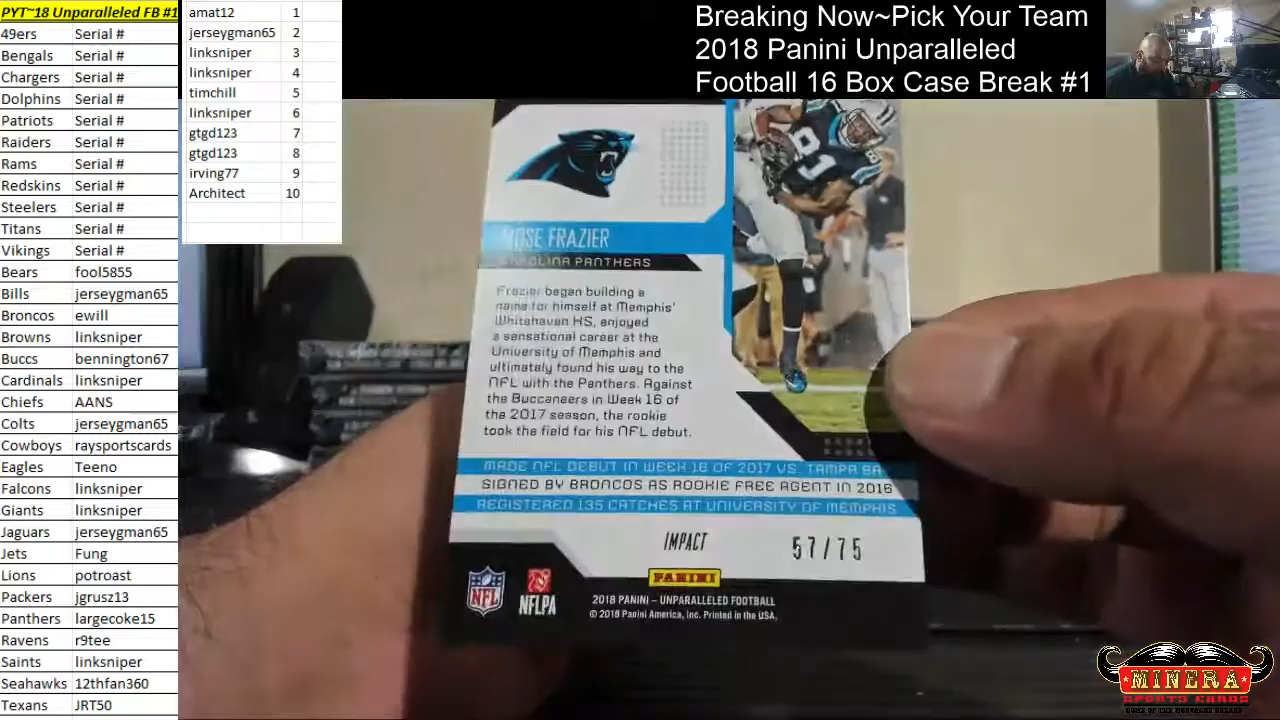 PYT~18 Unparalleled FB #1
49ers Serial #
Bengals Serial #
Chargers Serial #
Dolphins Serial #
Patriots Serial #
Raiders Serial #
Rams Serial #
Redskins Serial #
Steelers Serial #
Titans Serial #
Vikings Serial #
Bears fool5855
Bills jerseygman65
Broncos ewill
Browns linksniper
Buccs bennington67
Cardinals linksniper
Chiefs AANS
Colts jerseygman65
Cowboys raysportscards
Eagles Teeno
Falcons linksniper
Giants linksniper
Jaguars jerseygman65
Jets Fung
Lions potroast
Packers jgrusz13
Panthers largecoke15
Ravens r9tee
Saints linksniper
Seahawks 12thfan360
Texans JRT50
amat12 1
jerseygman65 2
linksniper 3
linksniper 4
timchill 5
linksniper 6
gtgd123 7
gtgd123 8
irving77 9
Architect 10
Breaking Now~Pick Your Team
2018 Panini Unparalleled
Football 16 Box Case Break #1
MOSE FRAZIER
CAROLINA PANTHERS
Frazier began building a
name for himself at Memphis'
Whitehaven HS, enjoyed
a sensational career at the
University of Memphis and
ultimately found his way to the
NFL with the Panthers. Against
the Buccaneers in Week 16 of
the 2017 season, the rookie
took the field for his NFL debut.
MADE NFL DEBUT IN WEEK 16 OF 2017 VS. TAMPA BA
SIGNED BY BRONCOS AS ROOKIE FREE AGENT IN 2016
REGISTERED 135 CATCHES AT UNIVERSITY OF MEMPHIS
IMPACT 57/75
PANINI
NFL NFLPA
2018 PANINI – UNPARALLELED FOOTBALL
© 2018 Panini America, Inc. Printed in the USA.
81
MINERA
SPORTS CARDS